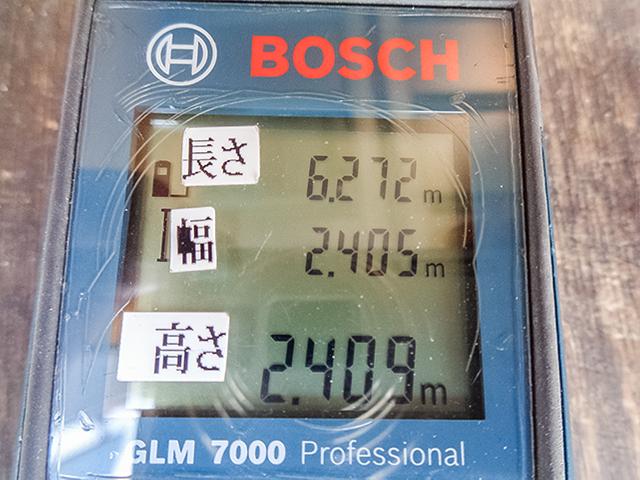 BOSCH
長さ 6.272 m
幅 2.405 m
高さ 2.409 m
GLM 7000 Professional